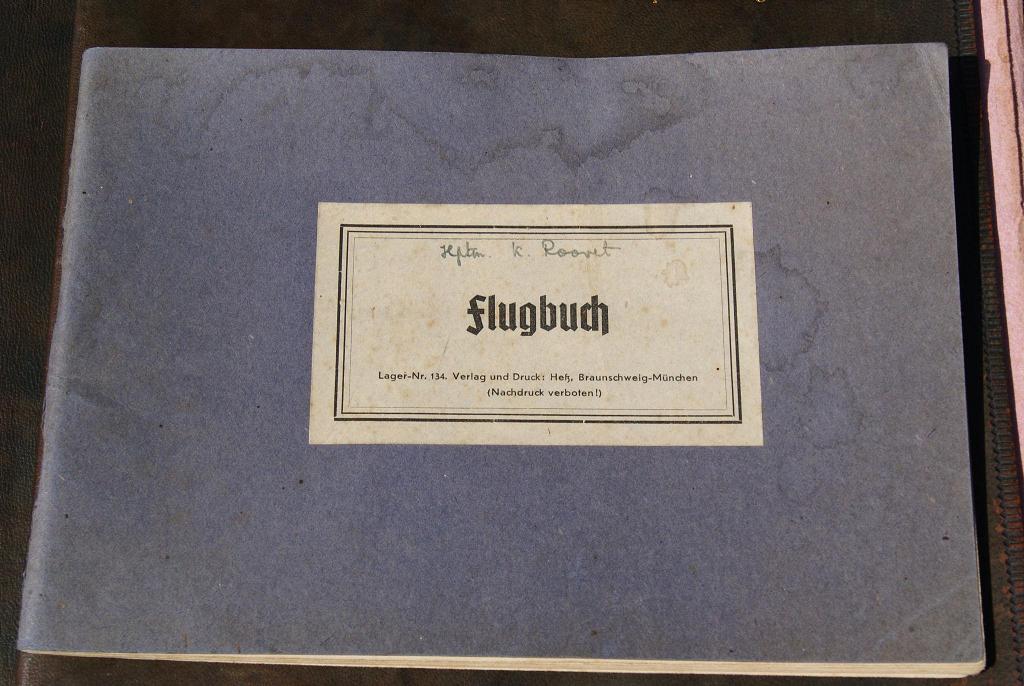 Hptm. K. Roovet
Flugbuch
Lager-Nr. 134. Verlag und Druck: Heß, Braunschweig-München
(Nachdruck verboten!)